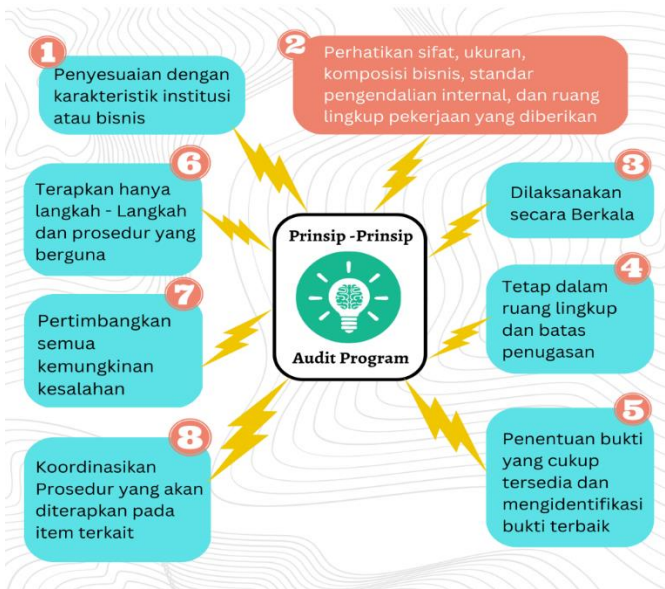 1
Penyesuaian dengan
karakteristik institusi
atau bisnis
2
Perhatikan sifat, ukuran,
komposisi bisnis, standar
pengendalian internal, dan ruang
lingkup pekerjaan yang diberikan
6
Terapkan hanya
langkah - Langkah
dan prosedur yang
berguna
3
Dilaksanakan
secara Berkala
Prinsip -Prinsip
Audit Program
7
Pertimbangkan
semua
kemungkinan
kesalahan
4
Tetap dalam
ruang lingkup
dan batas
penugasan
8
Koordinasikan
Prosedur yang akan
diterapkan pada
item terkait
5
Penentuan bukti
yang cukup
tersedia dan
mengidentifikasi
bukti terbaik